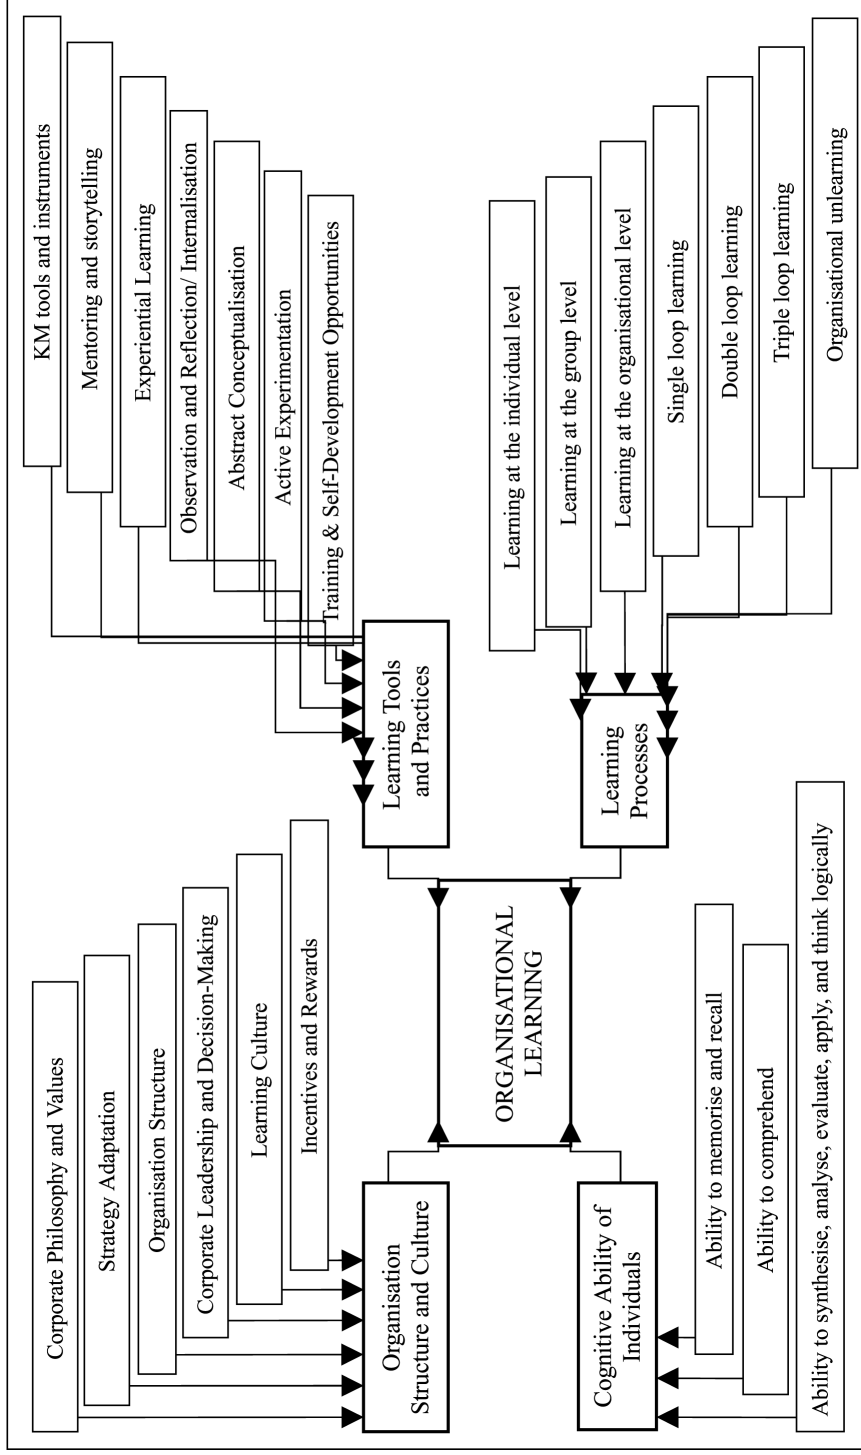 Corporate Philosophy and Values
Strategy Adaptation
Organisation Structure
Corporate Leadership and Decision-Making
Learning Culture
Incentives and Rewards
Organisation
Structure and Culture
KM tools and instruments
Mentoring and storytelling
Experiential Learning
Observation and Reflection/ Internalisation
Abstract Conceptualisation
Active Experimentation
Training & Self-Development Opportunities
Learning Tools
and Practices
ORGANISATIONAL
LEARNING
Cognitive Ability of
Individuals
Ability to memorise and recall
Ability to comprehend
Ability to synthesise, analyse, evaluate, apply, and think logically
Learning
Processes
Learning at the individual level
Learning at the group level
Learning at the organisational level
Single loop learning
Double loop learning
Triple loop learning
Organisational unlearning